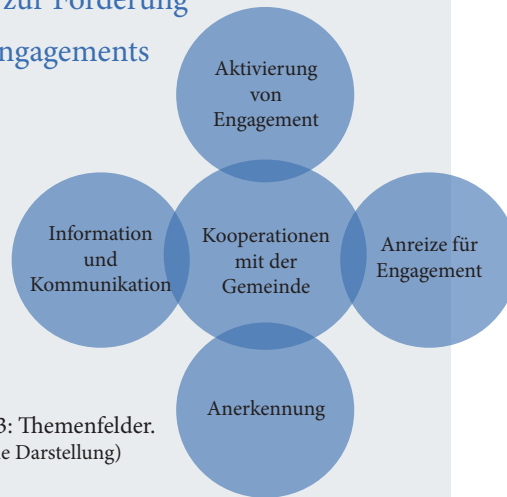 zur Förderung
ngagements
Aktivierung
von
Engagement
Information
und
Kommunikation
Kooperationen
mit der
Gemeinde
Anreize für
Engagement
Anerkennung
3: Themenfelder.
e Darstellung)